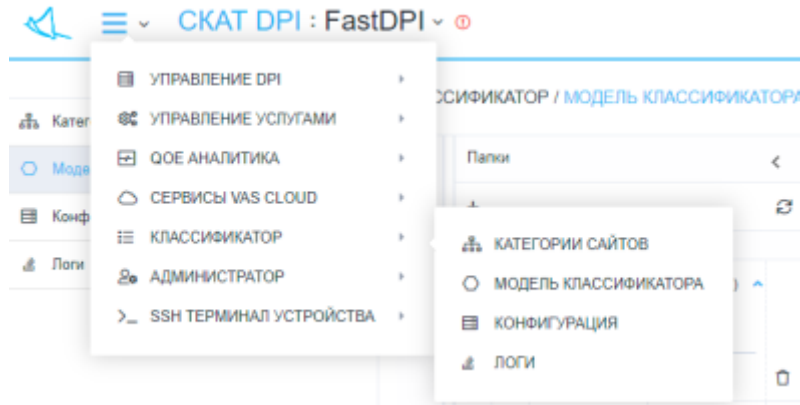 СКАТ DPI : FastDPI
УПРАВЛЕНИЕ DPI
ССИФИКАТОР / МОДЕЛЬ КЛАССИФИКАТОРА
Катег
УПРАВЛЕНИЕ УСЛУГАМИ
Моде
QOE АНАЛИТИКА
Папки
СЕРВИСЫ VAS CLOUD
Конф
КЛАССИФИКАТОР
КАТЕГОРИИ САЙТОВ
Логи
АДМИНИСТРАТОР
МОДЕЛЬ КЛАССИФИКАТОРА
SSH ТЕРМИНАЛ УСТРОЙСТВА
КОНФИГУРАЦИЯ
ЛОГИ